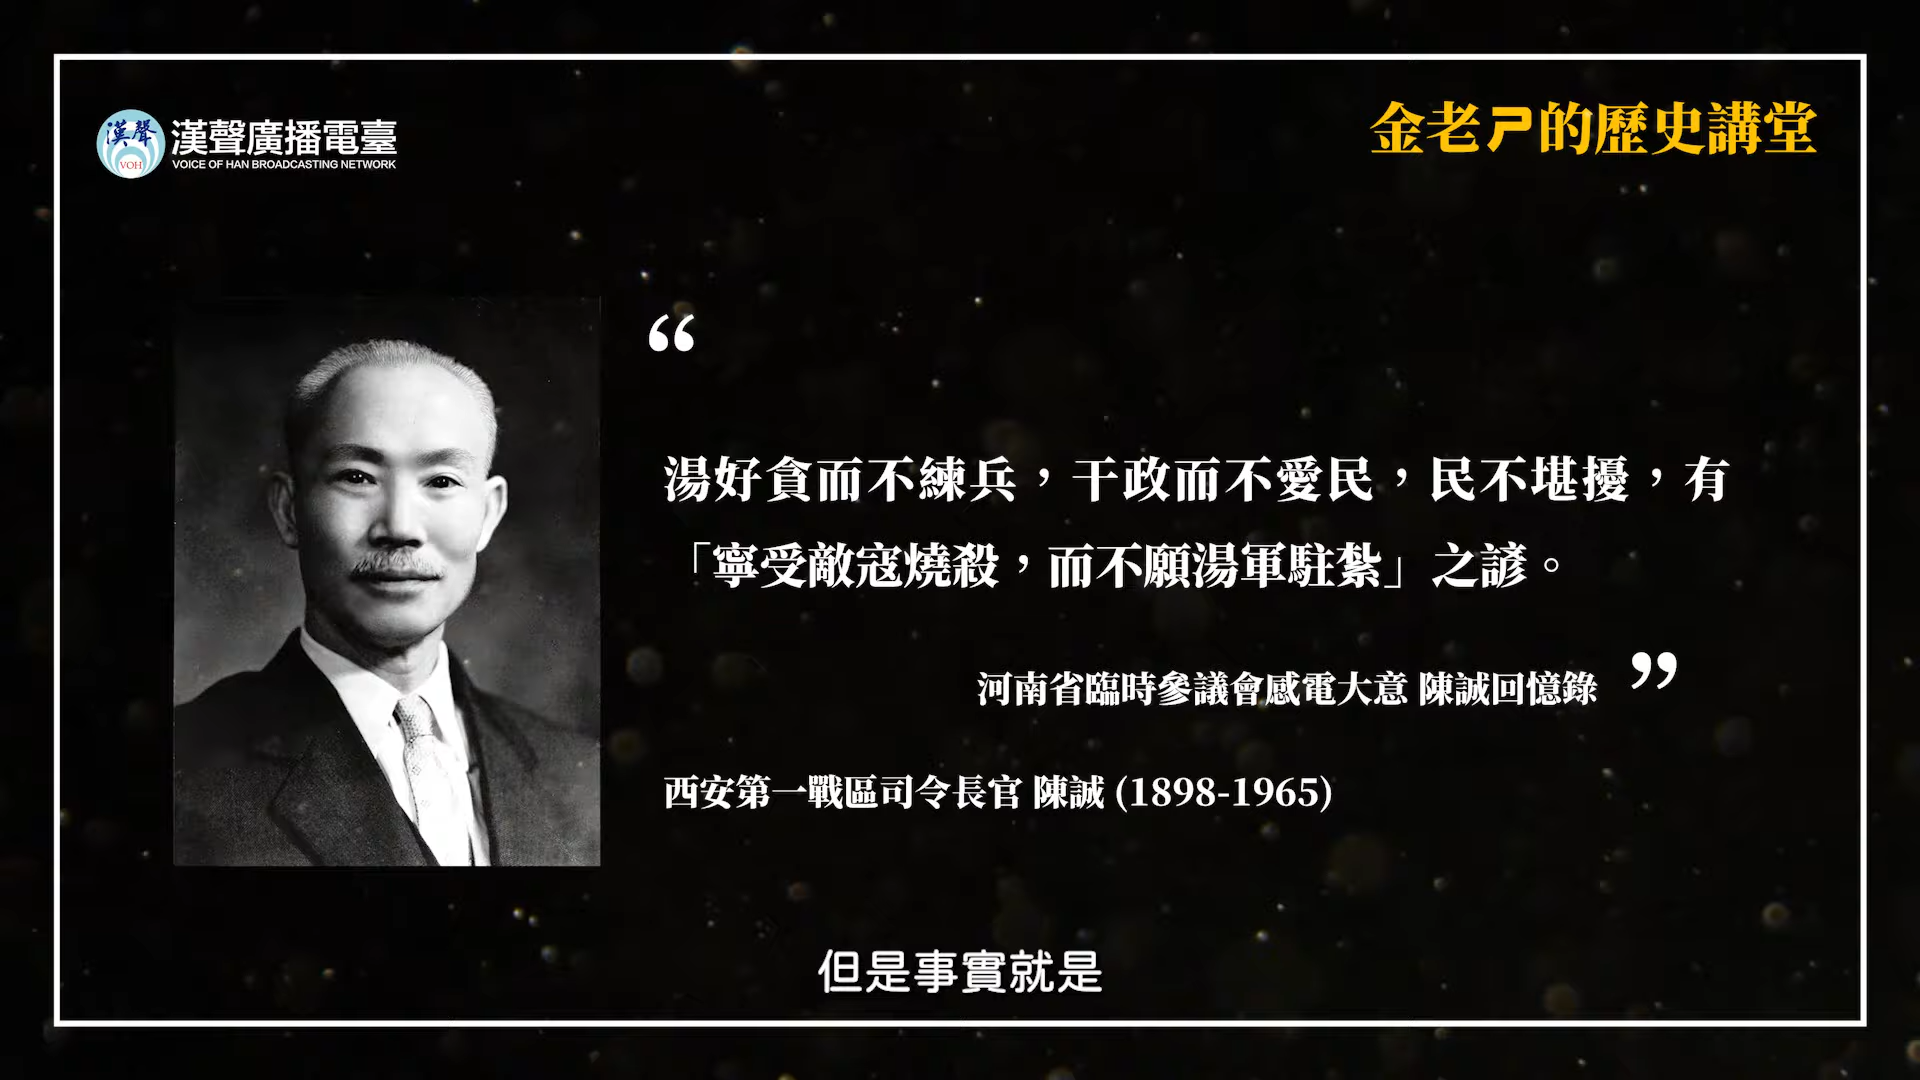 漢聲 VOH
漢聲廣播電臺
VOICE OF HAN BROADCASTING NETWORK
金老ㄕ的歷史講堂
“
湯好貪而不練兵，干政而不愛民，民不堪擾，有
「寧受敵寇燒殺，而不願湯軍駐紮」之諺。
河南省臨時參議會感電大意 陳誠回憶錄 ”
西安第一戰區司令長官 陳誠 (1898-1965)
但是事實就是